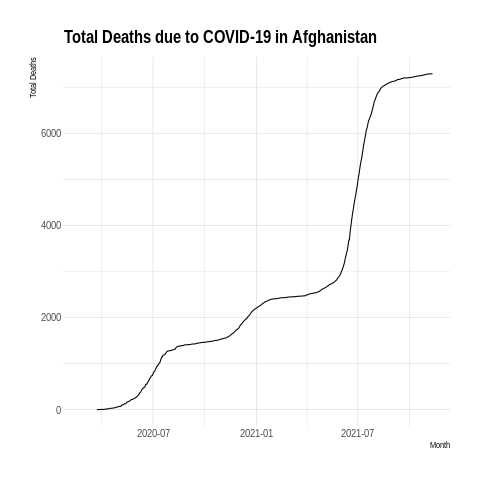 Total Deaths due to COVID-19 in Afghanistan
Total Deaths
6000
4000
2000
0
2020-07 2021-01 2021-07
Month